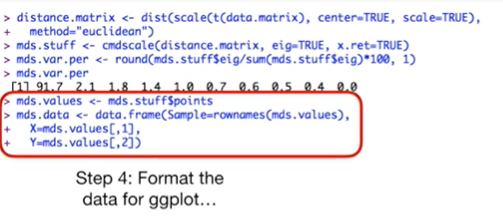 > distance.matrix <- dist(scale(t(data.matrix), center=TRUE, scale=TRUE),
+   method="euclidean")
> mds.stuff <- cmdscale(distance.matrix, eig=TRUE, x.ret=TRUE)
> mds.var.per <- round(mds.stuff$eig/sum(mds.stuff$eig)*100, 1)
> mds.var.per
[1] 91.7  2.1  1.8  1.4  1.0  0.7  0.6  0.5  0.4  0.0
> mds.values <- mds.stuff$points
> mds.data <- data.frame(Sample=rownames(mds.values),
+   X=mds.values[,1],
+   Y=mds.values[,2])
Step 4: Format the
data for ggplot…